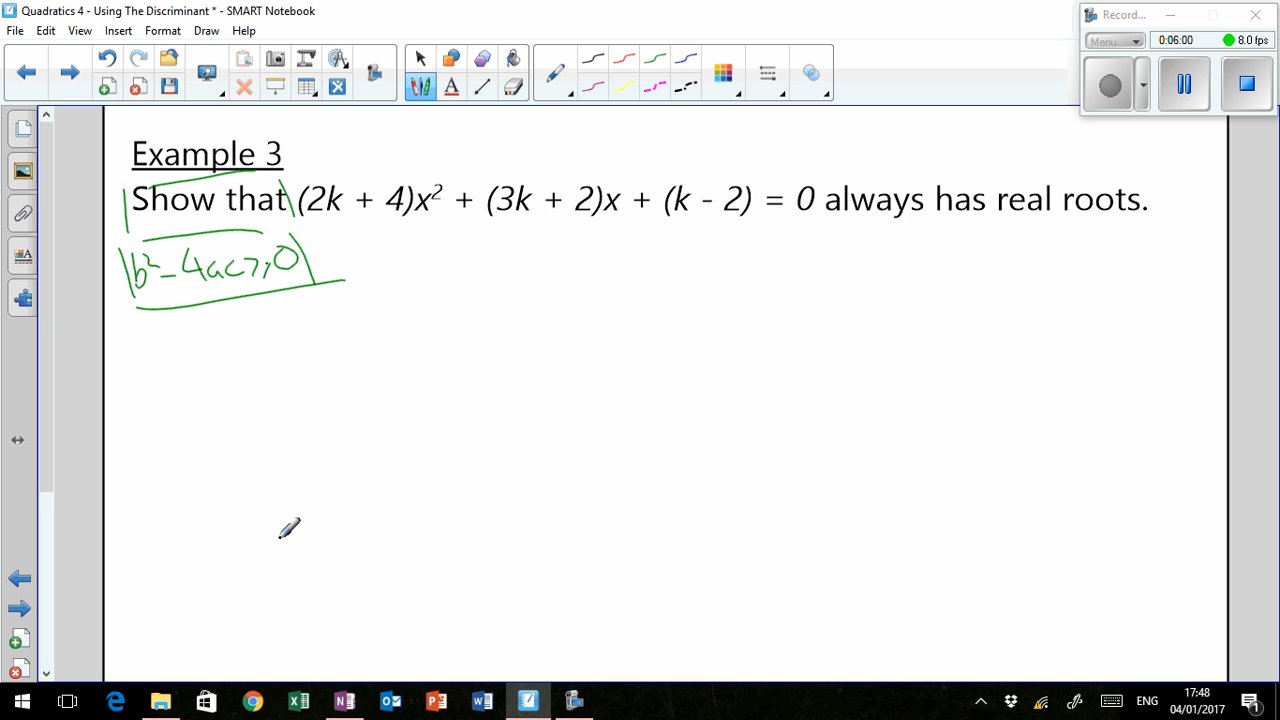 Quadratics 4 - Using The Discriminant * - SMART Notebook
File Edit View Insert Format Draw Help
Record...
Menu
0:06:00
8.0 fps
Example 3
Show that (2k + 4)x² + (3k + 2)x + (k - 2) = 0 always has real roots.
b² - 4ac ≥ 0
ENG
17:48
04/01/2017